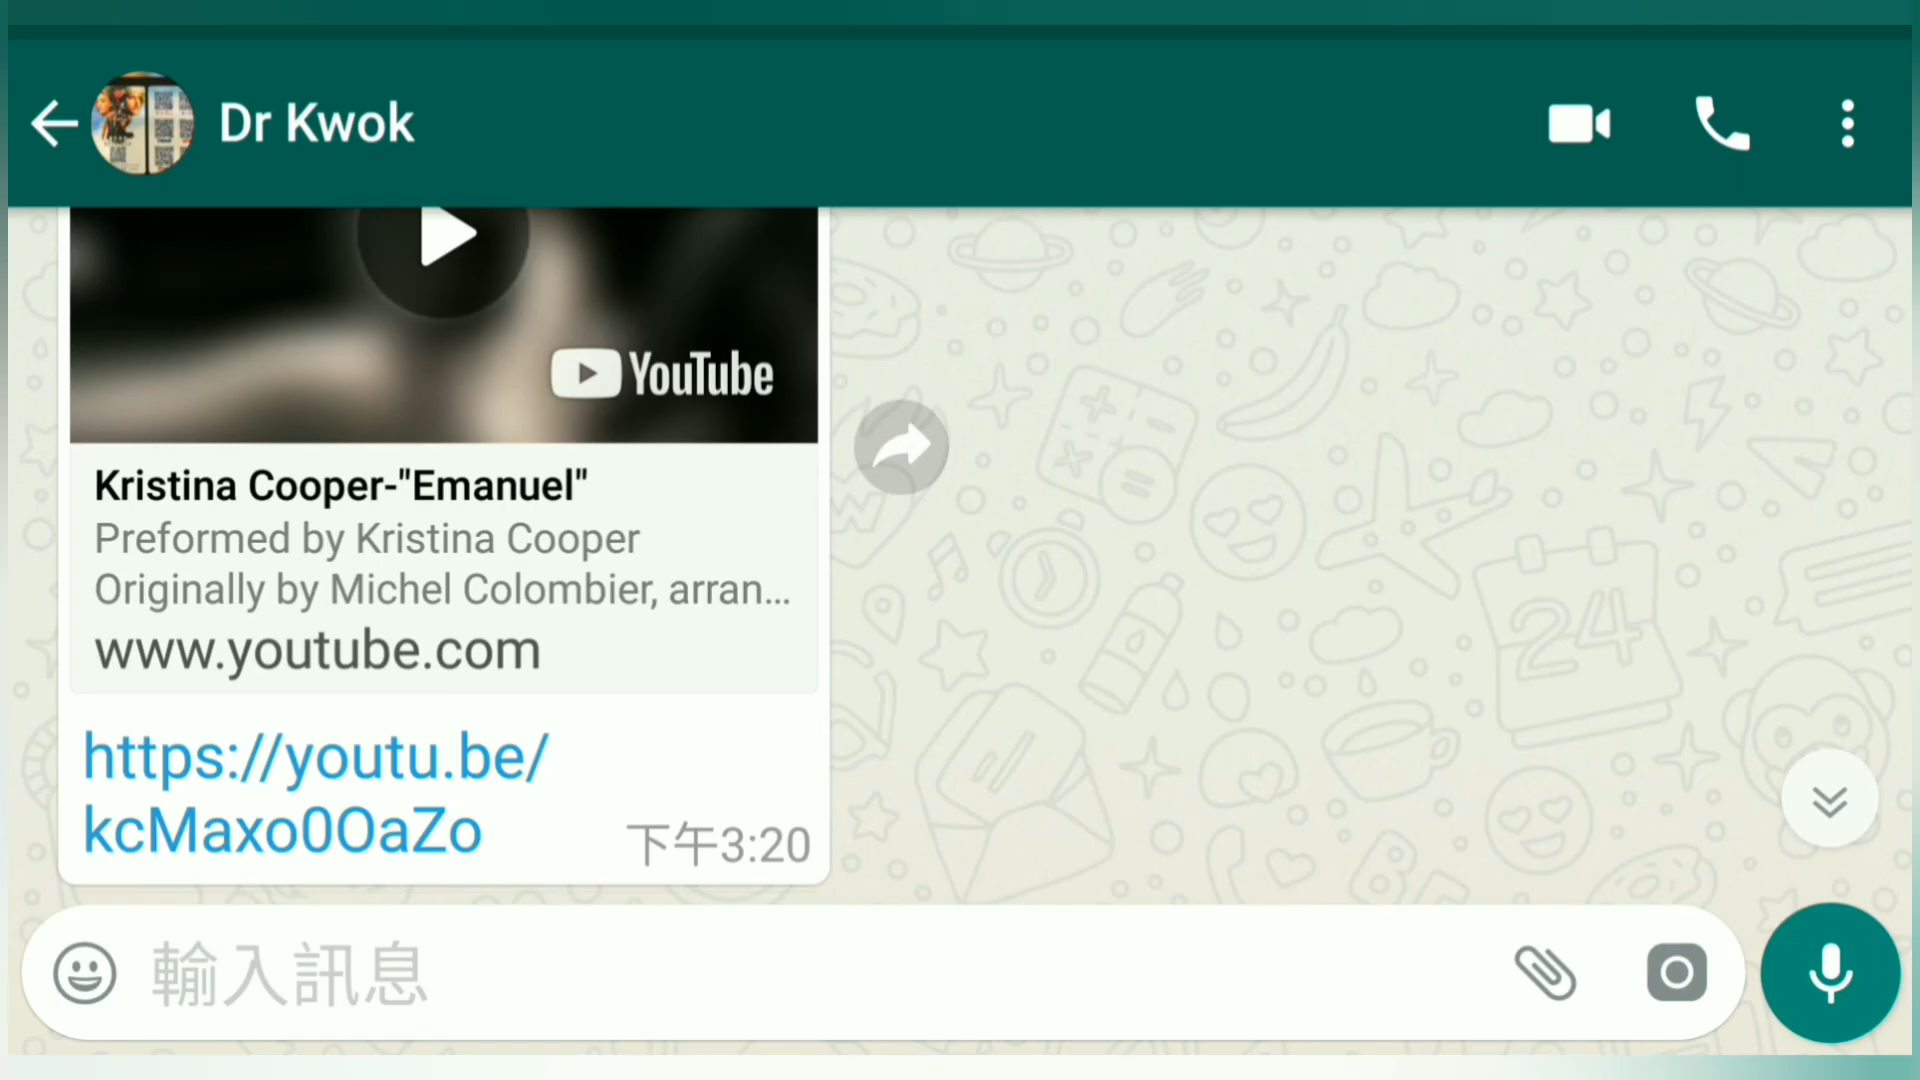 Dr Kwok
YouTube
Kristina Cooper-"Emanuel"
Preformed by Kristina Cooper
Originally by Michel Colombier, arran...
www.youtube.com
https://youtu.be/
kcMaxo0OaZo
下午3:20
輸入訊息
24